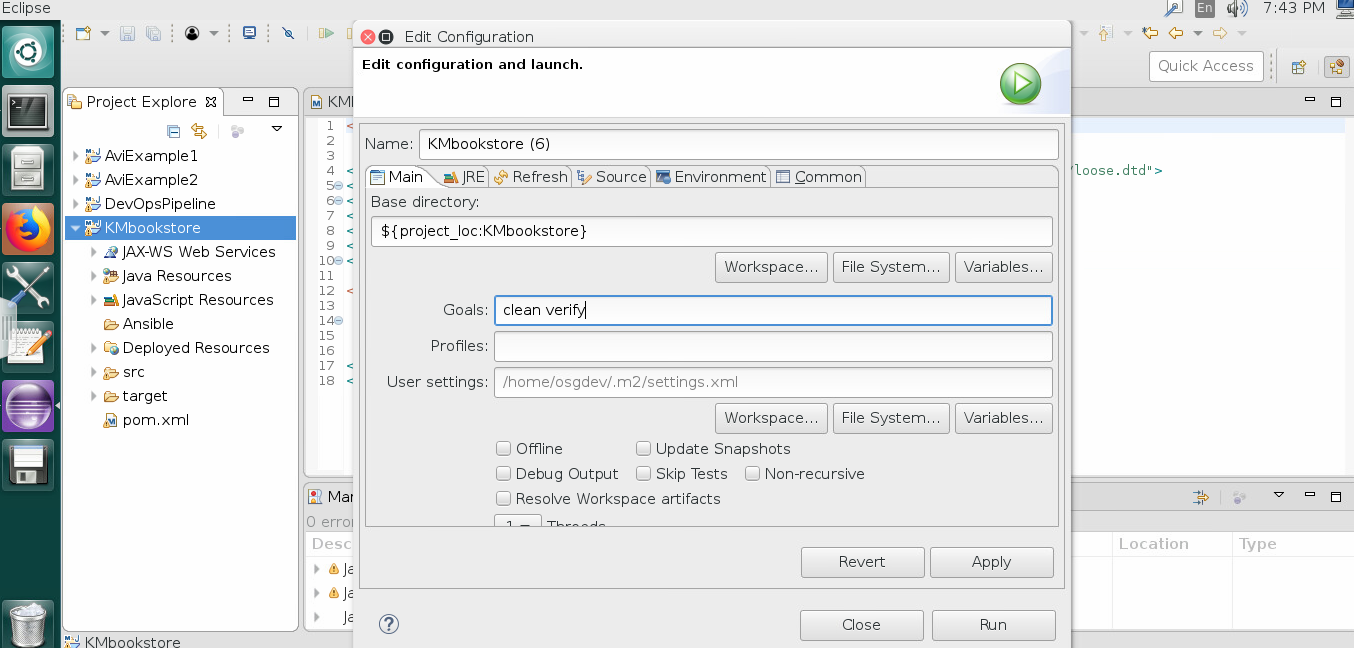 Eclipse
En
7:43 PM
Edit Configuration
Edit configuration and launch.
Quick Access
Project Explore
AviExample1
AviExample2
DevOpsPipeline
KMbookstore
JAX-WS Web Services
Java Resources
JavaScript Resources
Ansible
Deployed Resources
src
target
pom.xml
1
2
3
4
5
6
7
8
9
10
11
12
13
14
15
16
17
18
/loose.dtd">
Name: KMbookstore (6)
Main JRE Refresh Source Environment Common
Base directory:
${project_loc:KMbookstore}
Workspace... File System... Variables...
Goals: clean verify
Profiles:
User settings: /home/osgdev/.m2/settings.xml
Workspace... File System... Variables...
Offline Update Snapshots
Debug Output Skip Tests Non-recursive
Resolve Workspace artifacts
1 Threads
Revert Apply
Close Run
0 erro
Desc
Location Type
KMbookstore